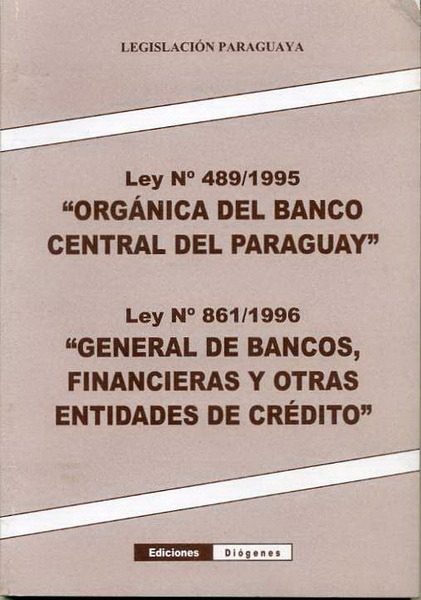 LEGISLACIÓN PARAGUAYA
Ley Nº 489/1995
“ORGÁNICA DEL BANCO
CENTRAL DEL PARAGUAY”
Ley Nº 861/1996
“GENERAL DE BANCOS,
FINANCIERAS Y OTRAS
ENTIDADES DE CRÉDITO”
Ediciones Diógenes